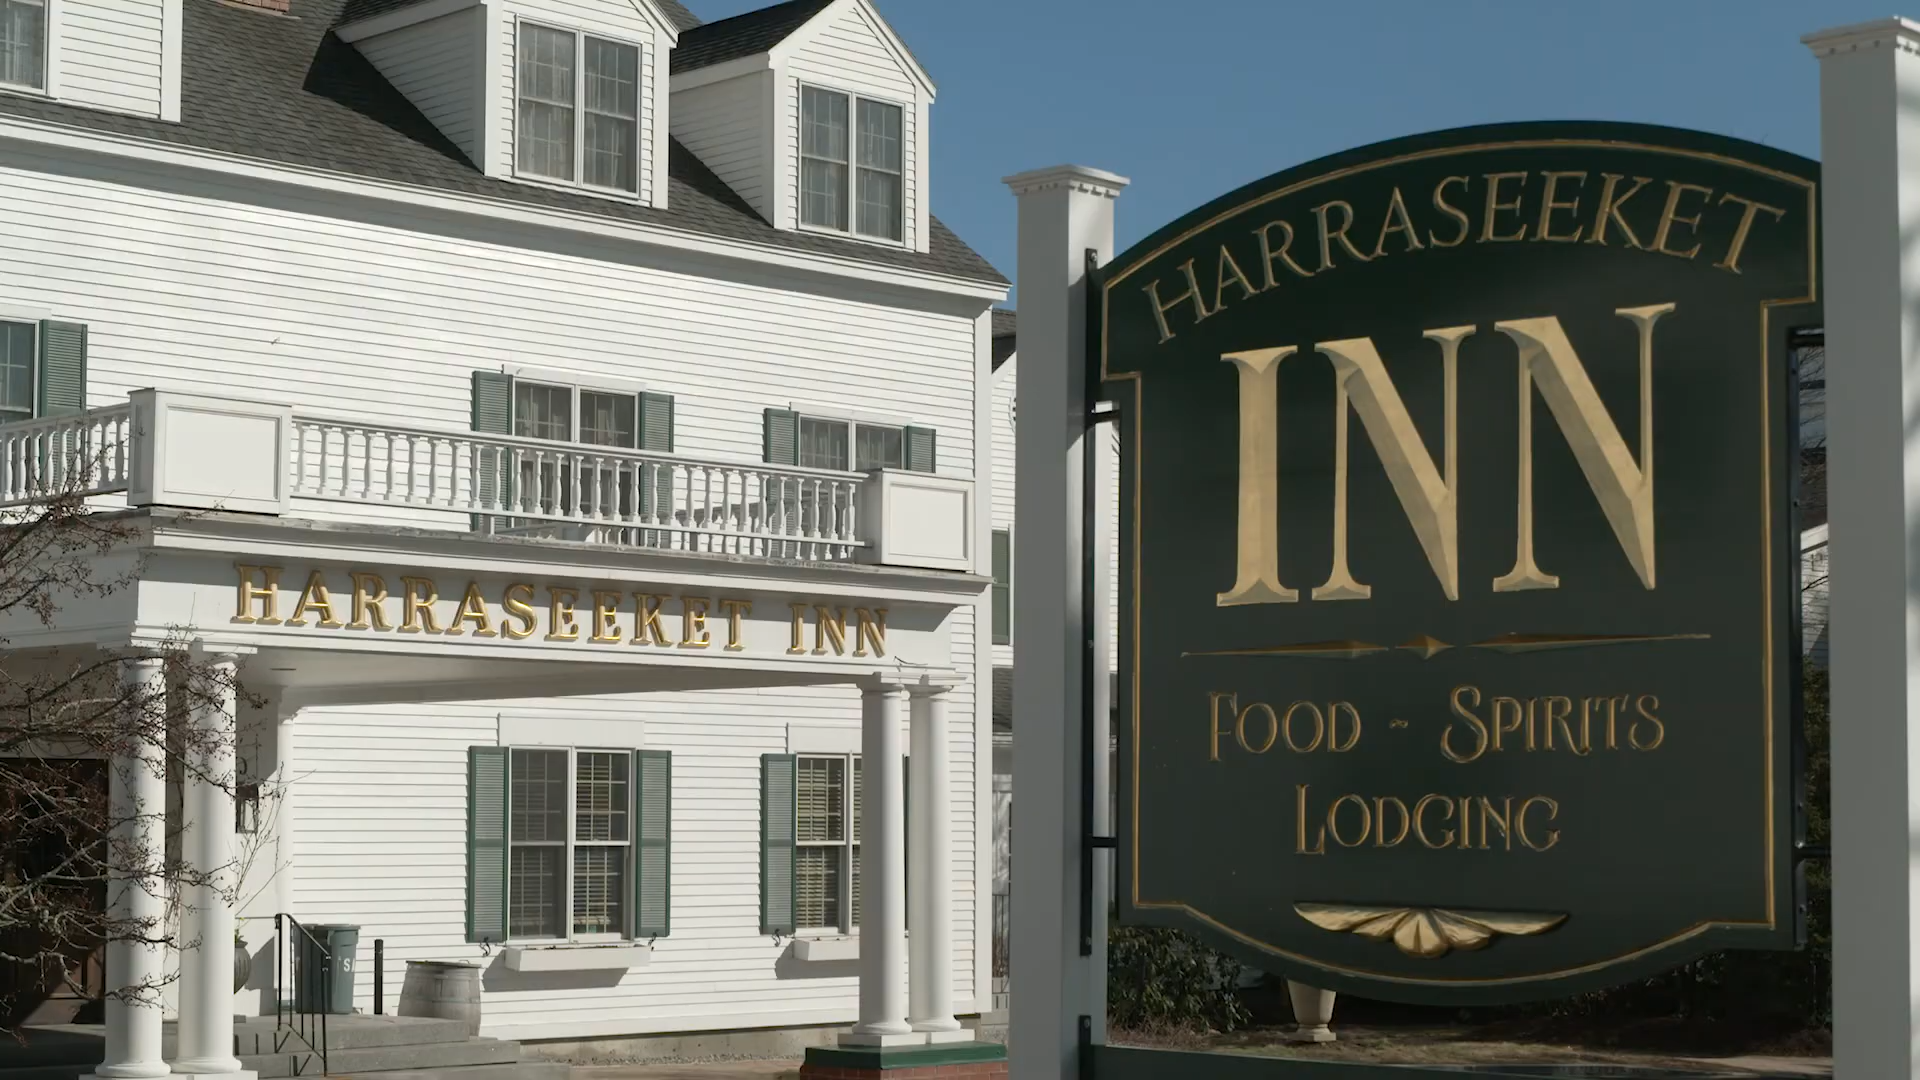 HARRASEEKET INN
HARRASEEKET
INN
FOOD ~ SPIRITS
LODGING